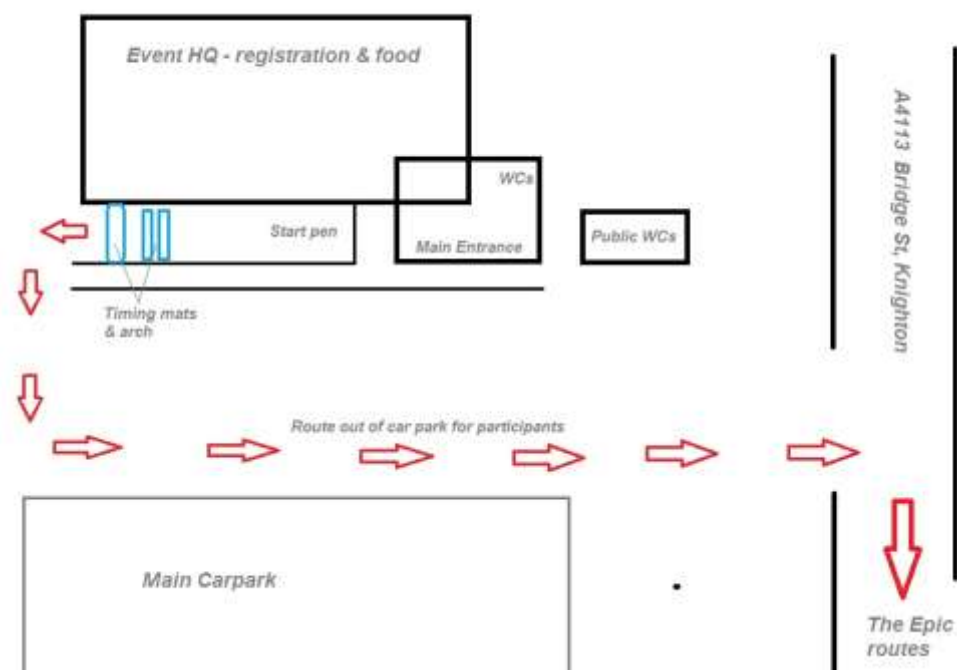 Event HQ - registration & food
WCs
Start pen
Main Entrance
Public WCs
A4113 Bridge St, Knighton
Timing mats
& arch
Route out of car park for participants
Main Carpark
The Epic
routes